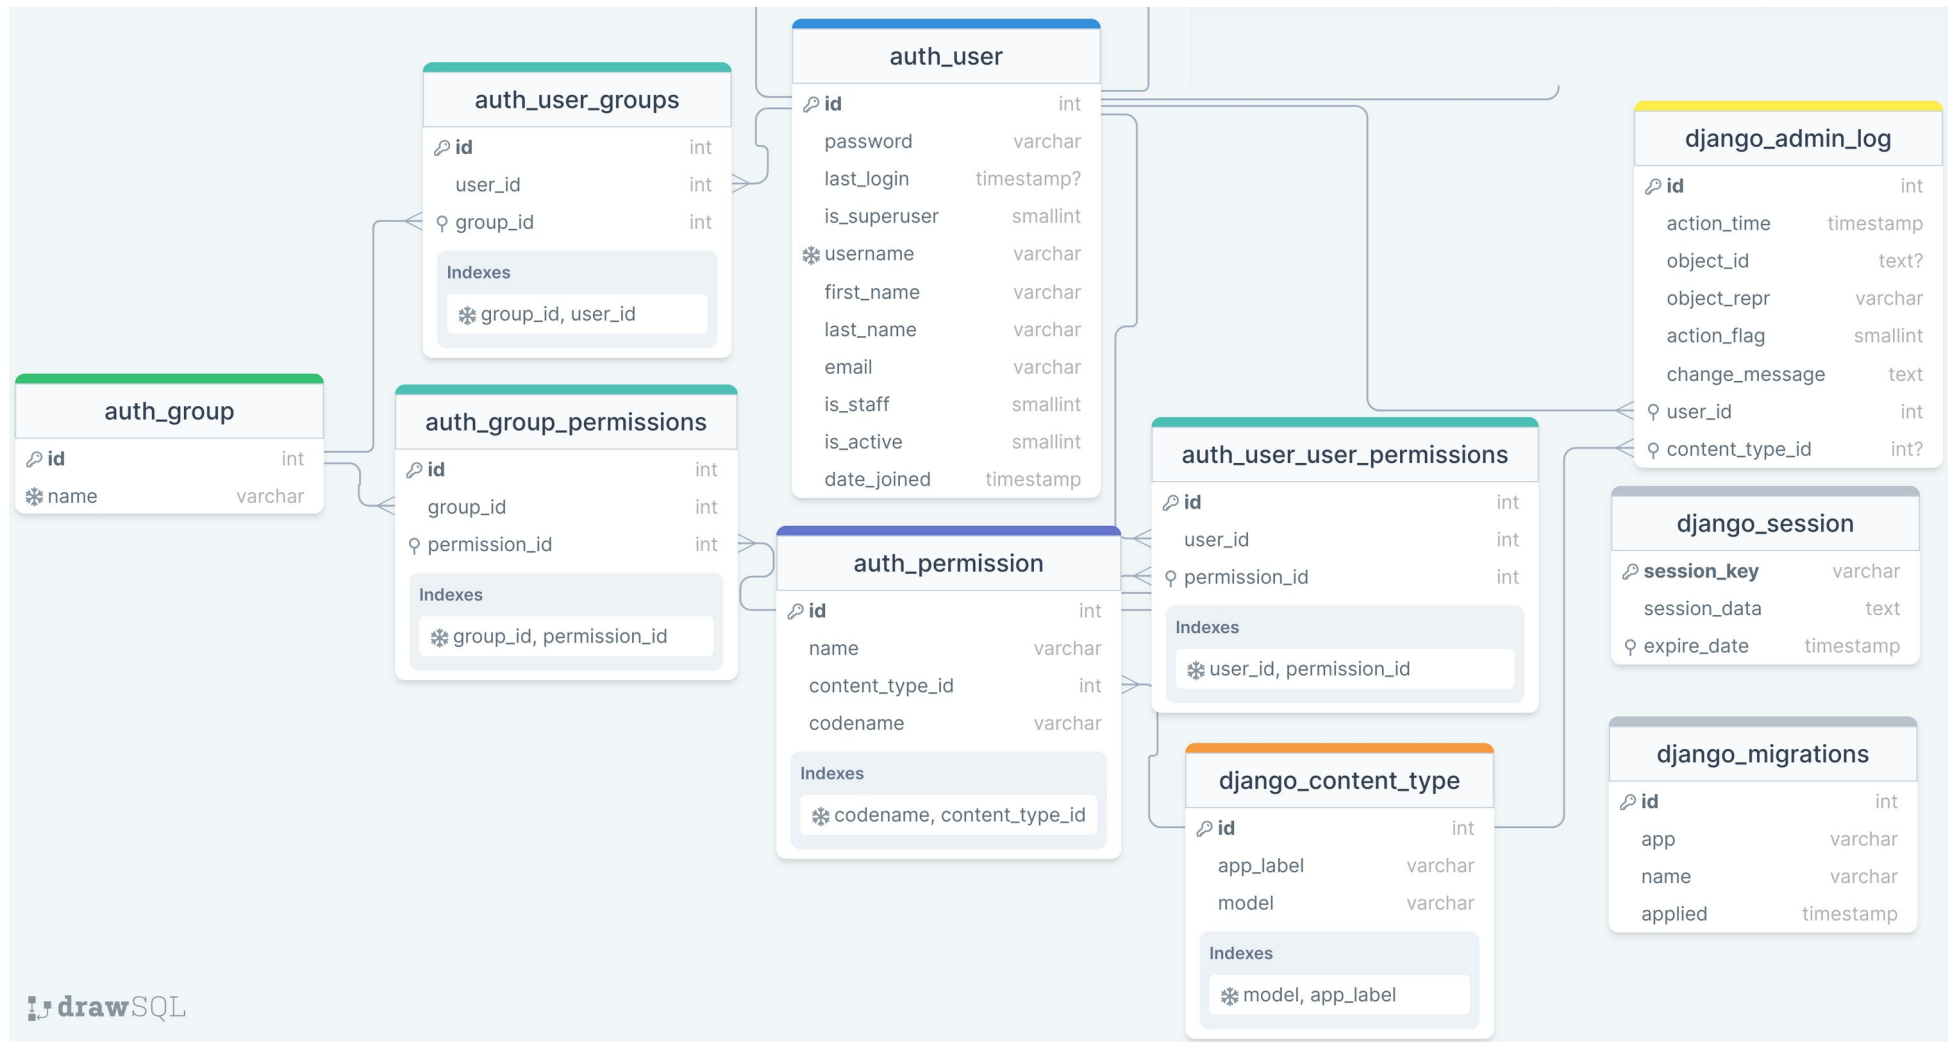 auth_user
id int
password varchar
last_login timestamp?
is_superuser smallint
username varchar
first_name varchar
last_name varchar
email varchar
is_staff smallint
is_active smallint
date_joined timestamp
auth_user_groups
id int
user_id int
group_id int
Indexes
group_id, user_id
django_admin_log
id int
action_time timestamp
object_id text?
object_repr varchar
action_flag smallint
change_message text
user_id int
content_type_id int?
auth_group
id int
name varchar
auth_group_permissions
id int
group_id int
permission_id int
Indexes
group_id, permission_id
auth_user_user_permissions
id int
user_id int
permission_id int
Indexes
user_id, permission_id
django_session
session_key varchar
session_data text
expire_date timestamp
auth_permission
id int
name varchar
content_type_id int
codename varchar
Indexes
codename, content_type_id
django_content_type
id int
app_label varchar
model varchar
Indexes
model, app_label
django_migrations
id int
app varchar
name varchar
applied timestamp
drawSQL